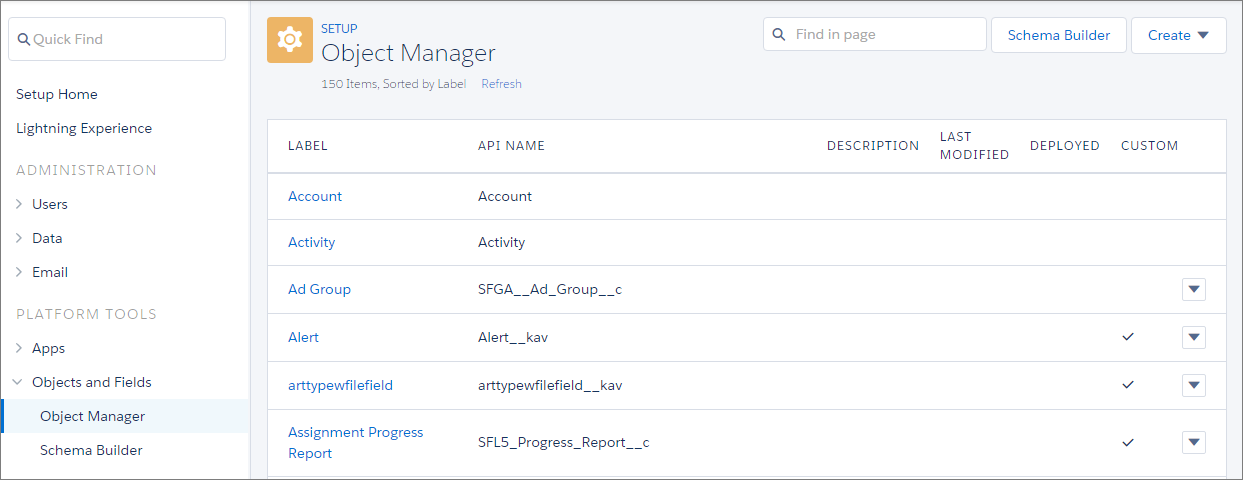 Quick Find
Setup Home
Lightning Experience
ADMINISTRATION
Users
Data
Email
PLATFORM TOOLS
Apps
Objects and Fields
Object Manager
Schema Builder
SETUP
Object Manager
150 Items, Sorted by Label Refresh
Find in page
Schema Builder
Create
LABEL API NAME DESCRIPTION LAST MODIFIED DEPLOYED CUSTOM
Account Account
Activity Activity
Ad Group SFGA__Ad_Group__c
Alert Alert__kav
arttypewfilefield arttypewfilefield__kav
Assignment Progress
Report SFL5_Progress_Report__c